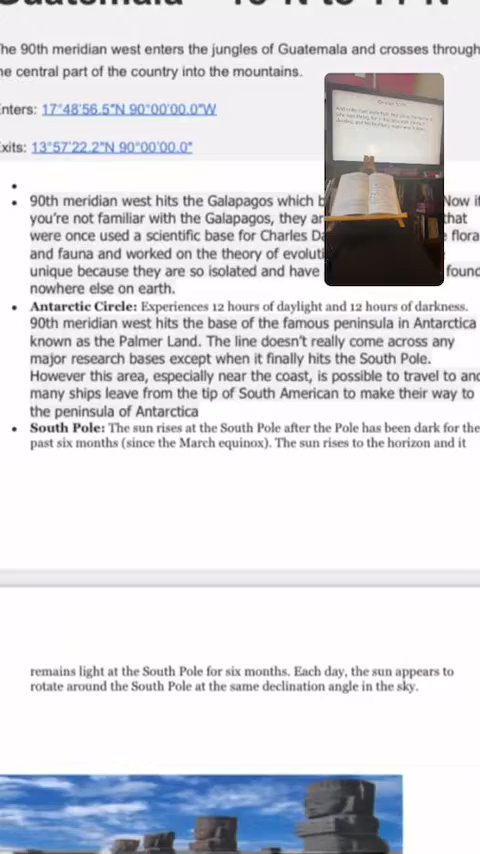 The 90th meridian west enters the jungles of Guatemala and crosses through
the central part of the country into the mountains.
Enters: 17°48'56.5"N 90°00'00.0"W
Exits: 13°57'22.2"N 90°00'00.0"
90th meridian west hits the Galapagos which Now if
you're not familiar with the Galapagos, they that
were once used a scientific base for Charles flora
and fauna and worked on the theory of
unique because they are so isolated and have found
nowhere else on earth.
Antarctic Circle: Experiences 12 hours of daylight and 12 hours of darkness.
90th meridian west hits the base of the famous peninsula in Antarctica
known as the Palmer Land. The line doesn't really come across any
major research bases except when it finally hits the South Pole.
However this area, especially near the coast, is possible to travel to and
many ships leave from the tip of South American to make their way to
the peninsula of Antarctica
South Pole: The sun rises at the South Pole after the Pole has been dark for the
past six months (since the March equinox). The sun rises to the horizon and it
remains light at the South Pole for six months. Each day, the sun appears to
rotate around the South Pole at the same declination angle in the sky.